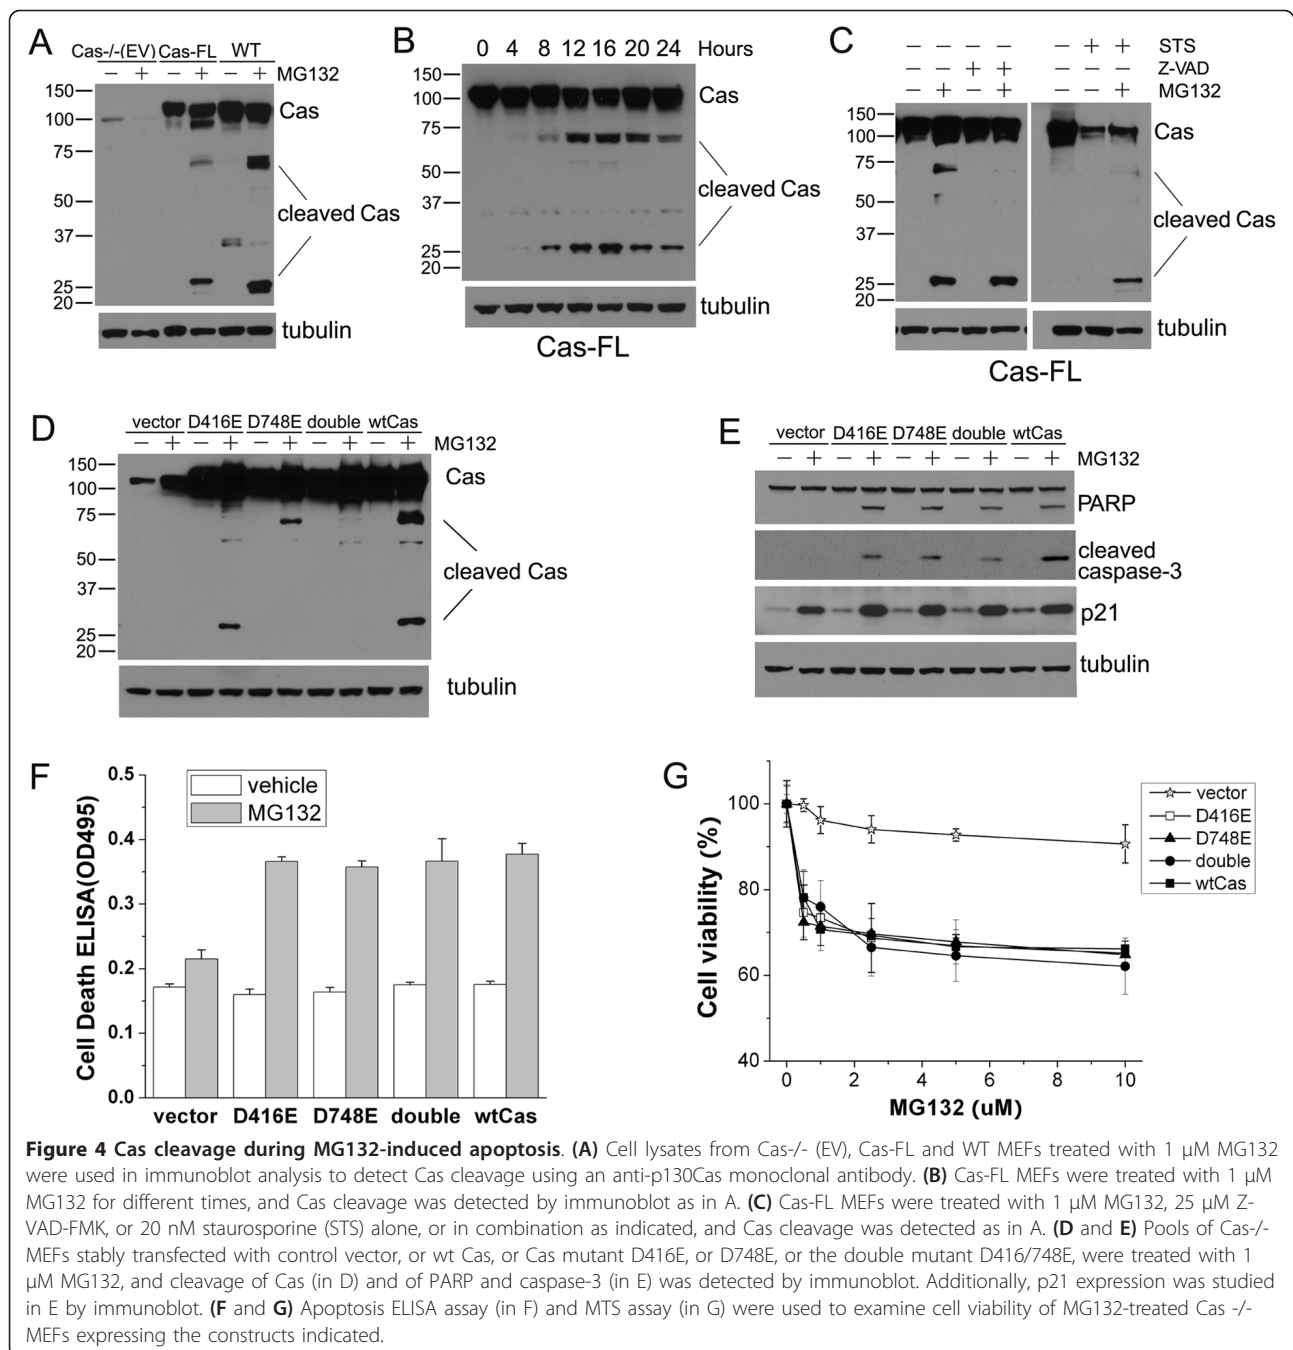 A
Cas-/-(EV) Cas-FL WT
− + − + − + MG132
150
100
75
50
37
25
20
Cas
cleaved Cas
tubulin
B
0 4 8 12 16 20 24 Hours
150
100
75
50
37
25
20
Cas
cleaved Cas
tubulin
Cas-FL
C
− − − − − + + STS
− − + + − − − Z-VAD
− + − + − − + MG132
150
100
75
50
37
25
20
Cas
cleaved Cas
tubulin
Cas-FL
D
vector D416E D748E double wtCas
− + − + − + − + − + MG132
150
100
75
50
37
25
20
Cas
cleaved Cas
tubulin
E
vector D416E D748E double wtCas
− + − + − + − + − + MG132
PARP
cleaved
caspase-3
p21
tubulin
F
Cell Death ELISA(OD495)
0.5
0.4
0.3
0.2
0.1
0.0
vehicle
MG132
vector D416E D748E double wtCas
G
Cell viability (%)
100
80
60
40
0 2 4 6 8 10
MG132 (uM)
vector
D416E
D748E
double
wtCas
Figure 4 Cas cleavage during MG132-induced apoptosis. (A) Cell lysates from Cas-/- (EV), Cas-FL and WT MEFs treated with 1 μM MG132
were used in immunoblot analysis to detect Cas cleavage using an anti-p130Cas monoclonal antibody. (B) Cas-FL MEFs were treated with 1 μM
MG132 for different times, and Cas cleavage was detected by immunoblot as in A. (C) Cas-FL MEFs were treated with 1 μM MG132, 25 μM Z-
VAD-FMK, or 20 nM staurosporine (STS) alone, or in combination as indicated, and Cas cleavage was detected as in A. (D and E) Pools of Cas-/-
MEFs stably transfected with control vector, or wt Cas, or Cas mutant D416E, or D748E, or the double mutant D416/748E, were treated with 1
μM MG132, and cleavage of Cas (in D) and of PARP and caspase-3 (in E) was detected by immunoblot. Additionally, p21 expression was studied
in E by immunoblot. (F and G) Apoptosis ELISA assay (in F) and MTS assay (in G) were used to examine cell viability of MG132-treated Cas -/-
MEFs expressing the constructs indicated.